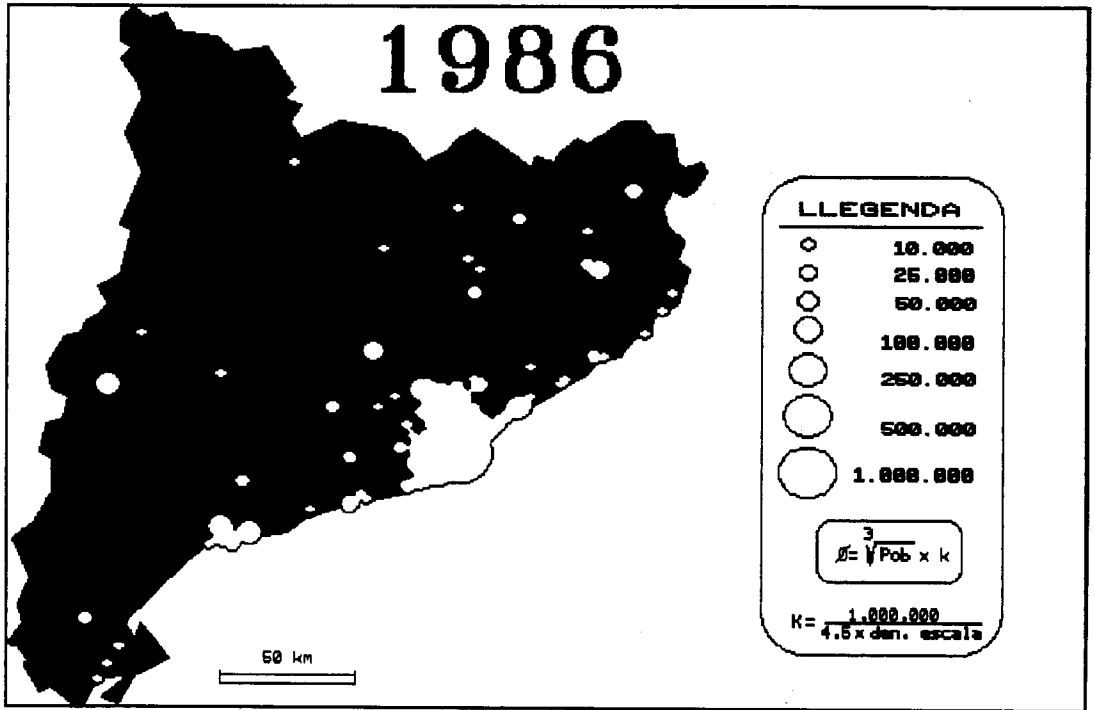 1986
LLEGENDA
10.000
25.000
50.000
100.000
250.000
500.000
1.000.000
Ø= ³√Pob x k
K= 1.000.000
4.5 x den. escala
50 km